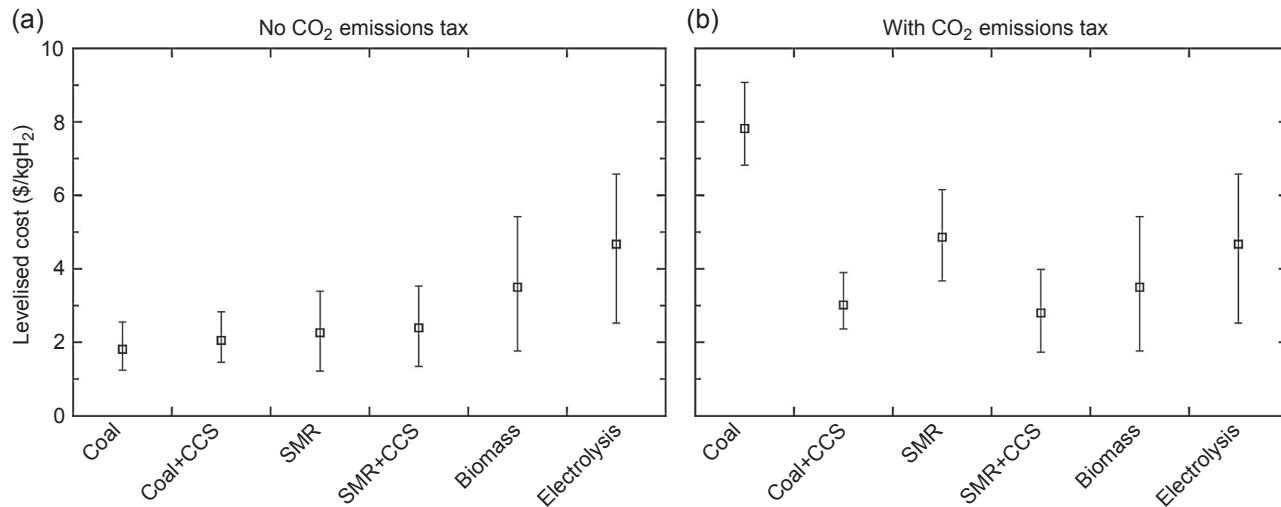 (a)
No CO₂ emissions tax
(b)
With CO₂ emissions tax
Levelised cost ($/kgH₂)
10
8
6
4
2
0
Coal
Coal+CCS
SMR
SMR+CCS
Biomass
Electrolysis
Coal
Coal+CCS
SMR
SMR+CCS
Biomass
Electrolysis